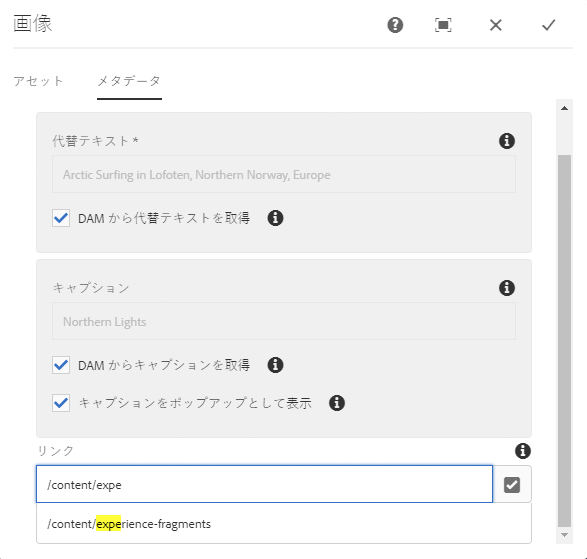 画像
アセット メタデータ
代替テキスト *
Arctic Surfing in Lofoten, Northern Norway, Europe
DAM から代替テキストを取得
キャプション
Northern Lights
DAM からキャプションを取得
キャプションをポップアップとして表示
リンク
/content/expe
/content/experience-fragments